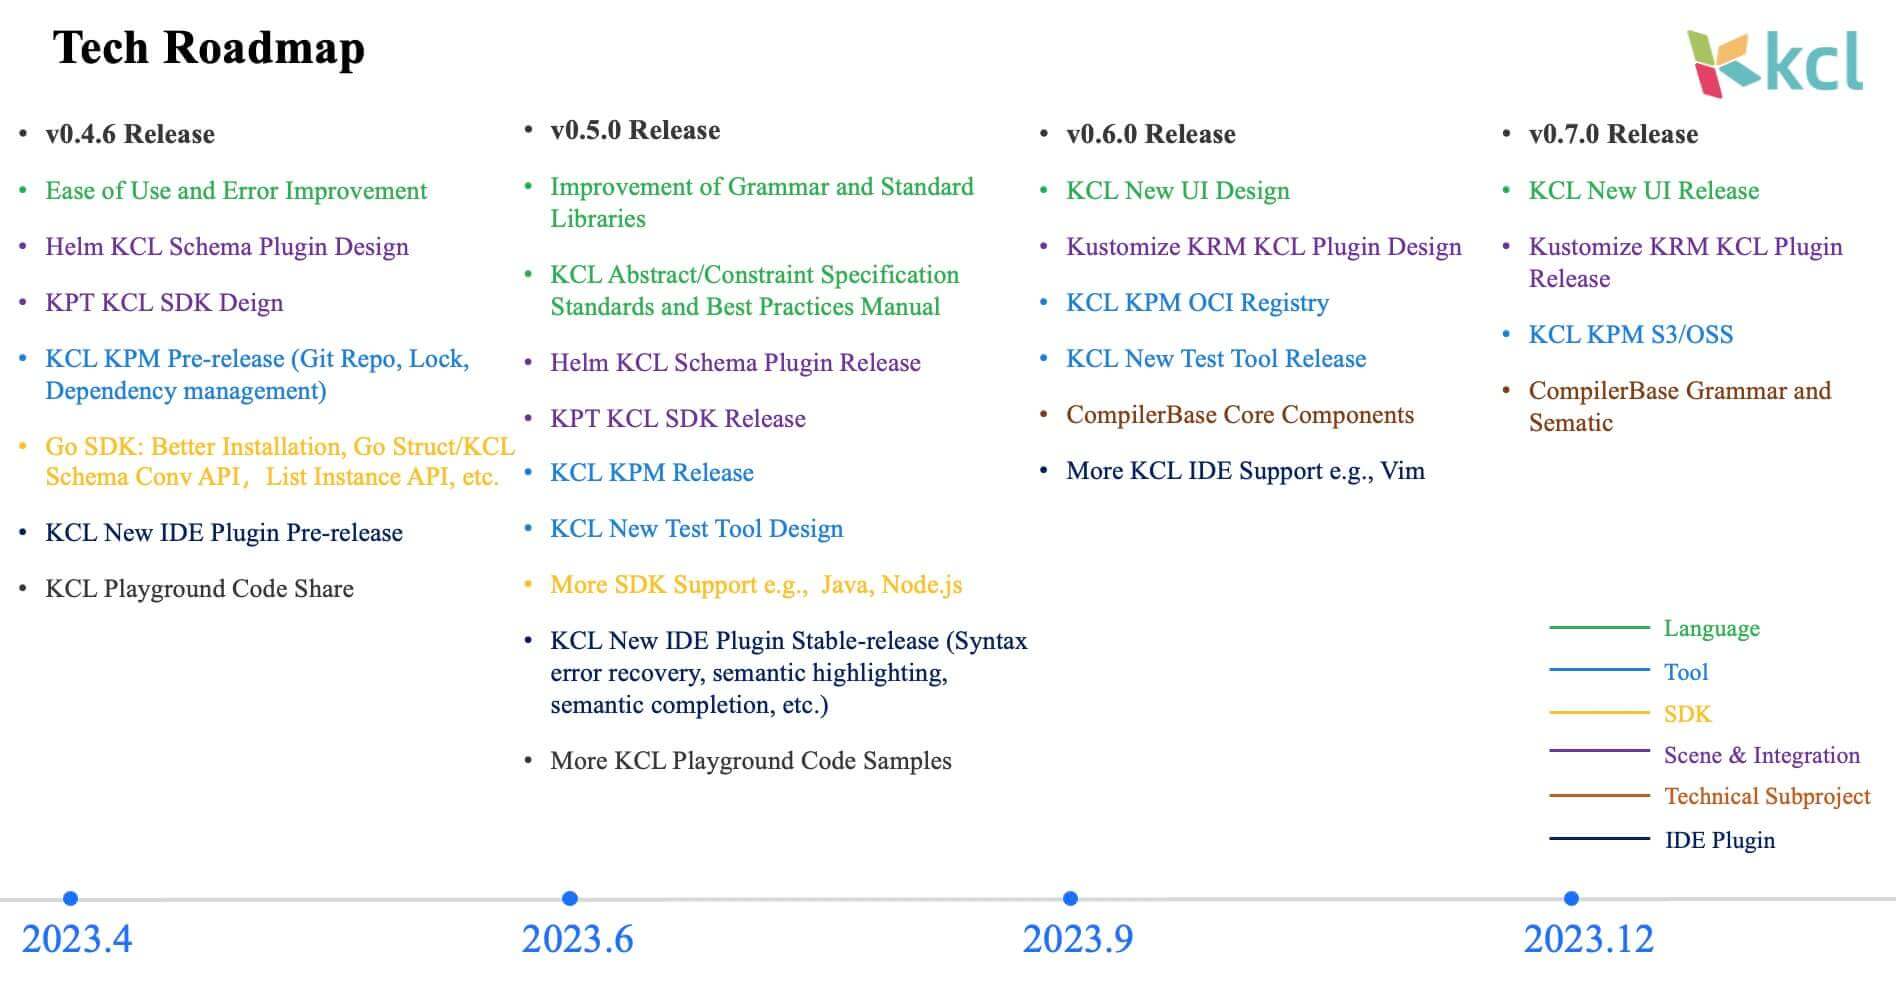 Tech Roadmap
kcl
• v0.4.6 Release
• Ease of Use and Error Improvement
• Helm KCL Schema Plugin Design
• KPT KCL SDK Deign
• KCL KPM Pre-release (Git Repo, Lock,
Dependency management)
• Go SDK: Better Installation, Go Struct/KCL
Schema Conv API， List Instance API, etc.
• KCL New IDE Plugin Pre-release
• KCL Playground Code Share
• v0.5.0 Release
• Improvement of Grammar and Standard
Libraries
• KCL Abstract/Constraint Specification
Standards and Best Practices Manual
• Helm KCL Schema Plugin Release
• KPT KCL SDK Release
• KCL KPM Release
• KCL New Test Tool Design
• More SDK Support e.g., Java, Node.js
• KCL New IDE Plugin Stable-release (Syntax
error recovery, semantic highlighting,
semantic completion, etc.)
• More KCL Playground Code Samples
• v0.6.0 Release
• KCL New UI Design
• Kustomize KRM KCL Plugin Design
• KCL KPM OCI Registry
• KCL New Test Tool Release
• CompilerBase Core Components
• More KCL IDE Support e.g., Vim
• v0.7.0 Release
• KCL New UI Release
• Kustomize KRM KCL Plugin
Release
• KCL KPM S3/OSS
• CompilerBase Grammar and
Sematic
Language
Tool
SDK
Scene & Integration
Technical Subproject
IDE Plugin
2023.4
2023.6
2023.9
2023.12